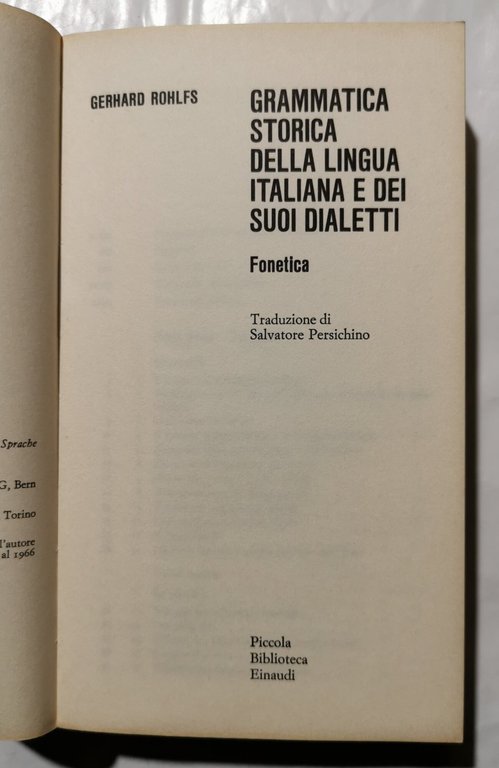 GERHARD ROHLFS
GRAMMATICA
STORICA
DELLA LINGUA
ITALIANA E DEI
SUOI DIALETTI
Fonetica
Traduzione di
Salvatore Persichino
Piccola
Biblioteca
Einaudi
Sprache
G, Bern
Torino
l'autore
al 1966